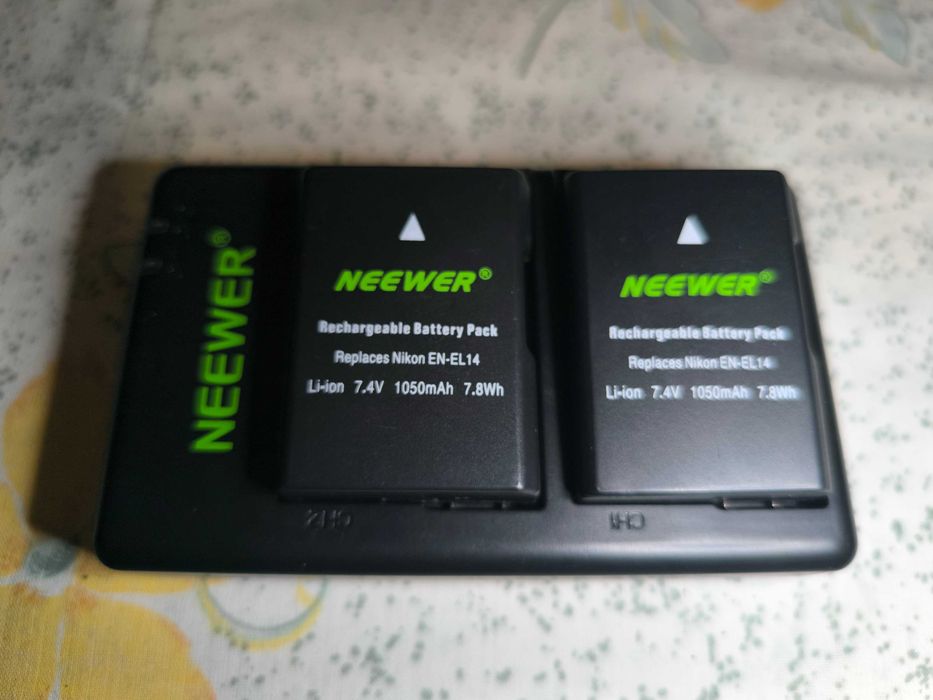 NEEWER®
NEEWER®
Rechargeable Battery Pack
Replaces Nikon EN-EL14
Li-ion 7.4V 1050mAh 7.8Wh
CH2
NEEWER®
Rechargeable Battery Pack
Replaces Nikon EN-EL14
Li-ion 7.4V 1050mAh 7.8Wh
CH1